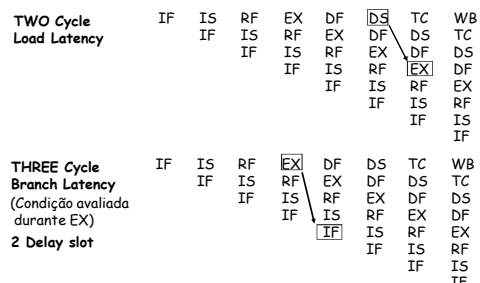 TWO Cycle
Load Latency
IF IS RF EX DF DS TC WB
IF IS RF EX DF DS TC
IF IS RF EX DF DS
IF IS RF EX DF
IF IS RF EX
IF IS RF
IF IS
IF
THREE Cycle
Branch Latency
(Condição avaliada
durante EX)
2 Delay slot
IF IS RF EX DF DS TC WB
IF IS RF EX DF DS TC
IF IS RF EX DF DS
IF IS RF EX DF
IF IS RF EX
IF IS RF
IF IS
IF